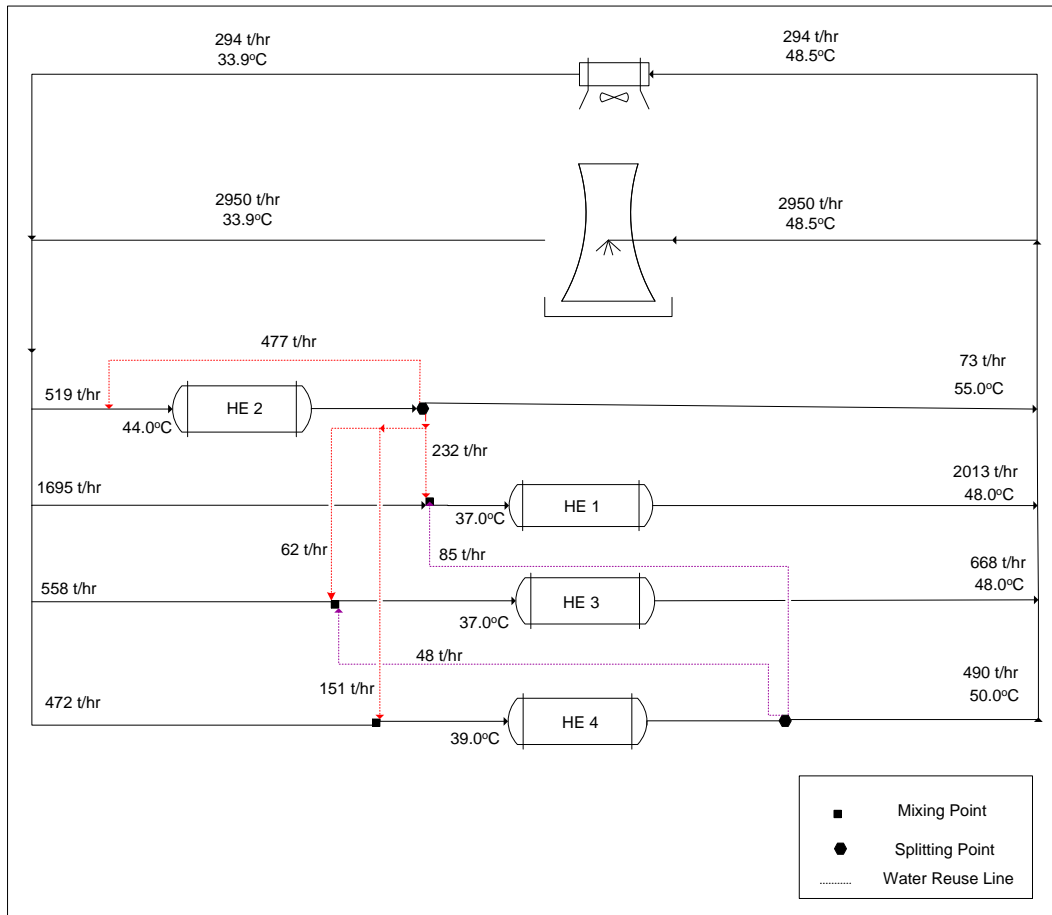 294 t/hr
33.9ºC
294 t/hr
48.5ºC
2950 t/hr
33.9ºC
2950 t/hr
48.5ºC
477 t/hr
73 t/hr
55.0ºC
519 t/hr
HE 2
44.0ºC
232 t/hr
1695 t/hr
2013 t/hr
48.0ºC
HE 1
37.0ºC
62 t/hr
85 t/hr
558 t/hr
668 t/hr
48.0ºC
HE 3
37.0ºC
48 t/hr
151 t/hr
490 t/hr
50.0ºC
472 t/hr
HE 4
39.0ºC
Mixing Point
Splitting Point
Water Reuse Line